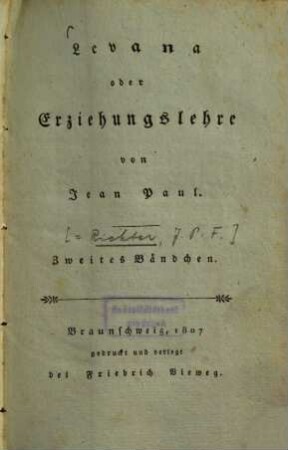 Levana
oder
Erziehungslehre
von
Jean Paul.
[= Richter, J. P. F.]
Zweites Bändchen.
Braunschweig, 1807
gedruckt und verlegt
bei Friedrich Vieweg.